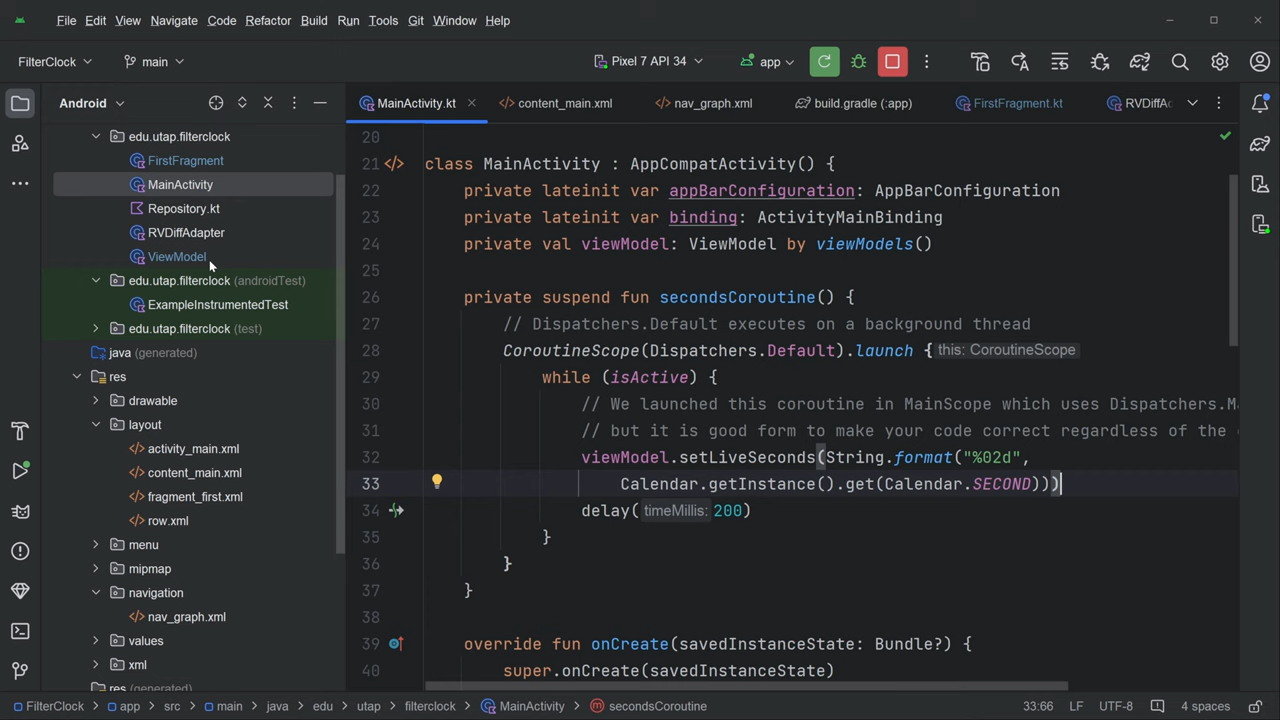 File Edit View Navigate Code Refactor Build Run Tools Git Window Help
FilterClock main Pixel 7 API 34 app
Android
MainActivity.kt content_main.xml nav_graph.xml build.gradle (:app) FirstFragment.kt RVDiffA
edu.utap.filterclock
FirstFragment
MainActivity
Repository.kt
RVDiffAdapter
ViewModel
edu.utap.filterclock (androidTest)
ExampleInstrumentedTest
edu.utap.filterclock (test)
java (generated)
res
drawable
layout
activity_main.xml
content_main.xml
fragment_first.xml
row.xml
menu
mipmap
navigation
nav_graph.xml
values
xml
res (generated)
20
21 class MainActivity : AppCompatActivity() {
22 private lateinit var appBarConfiguration: AppBarConfiguration
23 private lateinit var binding: ActivityMainBinding
24 private val viewModel: ViewModel by viewModels()
25
26 private suspend fun secondsCoroutine() {
27 // Dispatchers.Default executes on a background thread
28 CoroutineScope(Dispatchers.Default).launch { this: CoroutineScope
29 while (isActive) {
30 // We launched this coroutine in MainScope which uses Dispatchers.M
31 // but it is good form to make your code correct regardless of the
32 viewModel.setLiveSeconds(String.format("%02d",
33 Calendar.getInstance().get(Calendar.SECOND)))
34 delay( timeMillis: 200)
35 }
36 }
37 }
38
39 override fun onCreate(savedInstanceState: Bundle?) {
40 super.onCreate(savedInstanceState)
FilterClock app src main java edu utap filterclock MainActivity secondsCoroutine 33:66 LF UTF-8 4 spaces